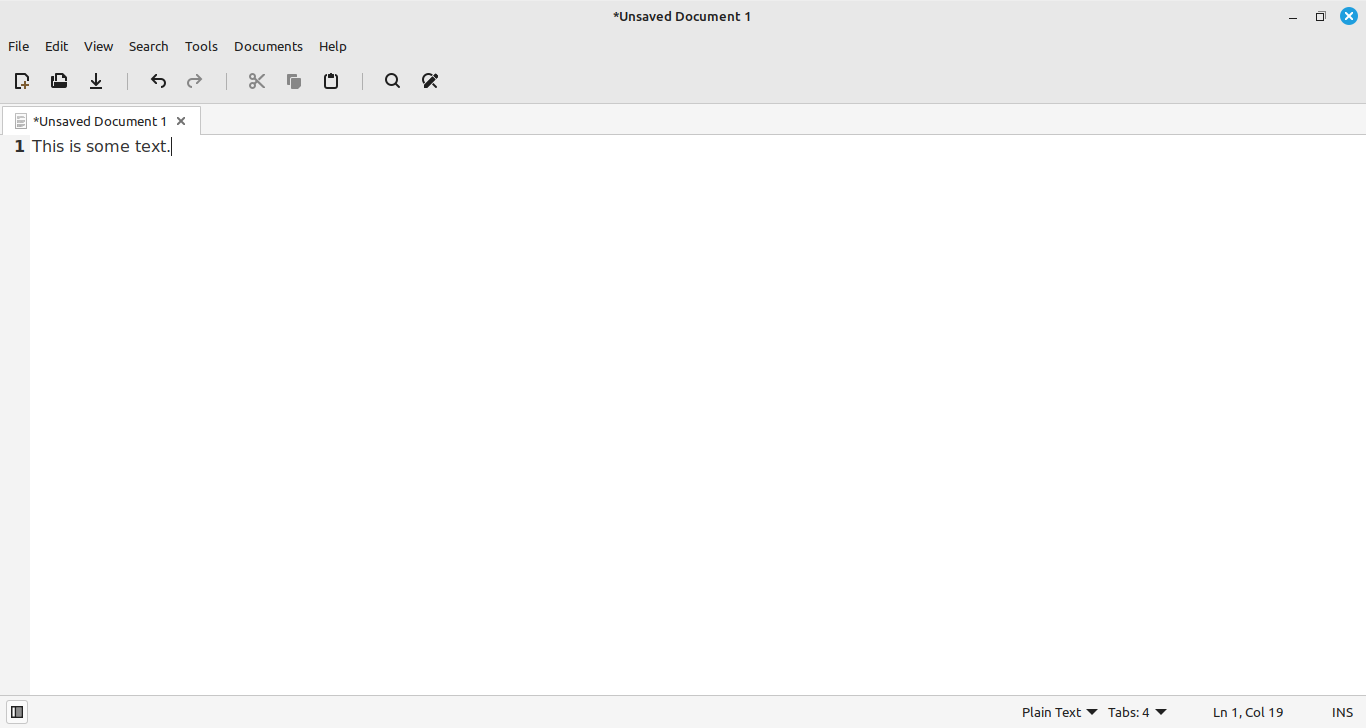 *Unsaved Document 1
File Edit View Search Tools Documents Help
*Unsaved Document 1
1 This is some text.
Plain Text Tabs: 4 Ln 1, Col 19 INS